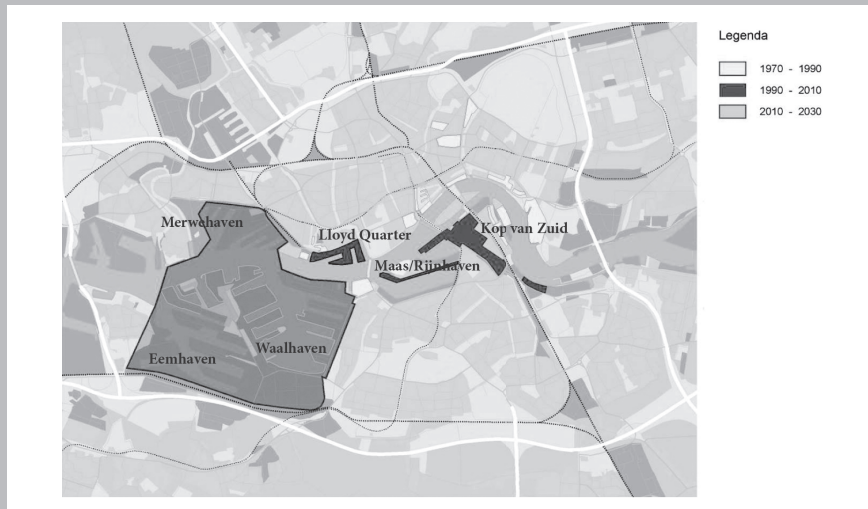 Legenda
1970 - 1990
1990 - 2010
2010 - 2030
Merwehaven
Lloyd Quarter
Kop van Zuid
Maas/Rijnhaven
Waalhaven
Eemhaven